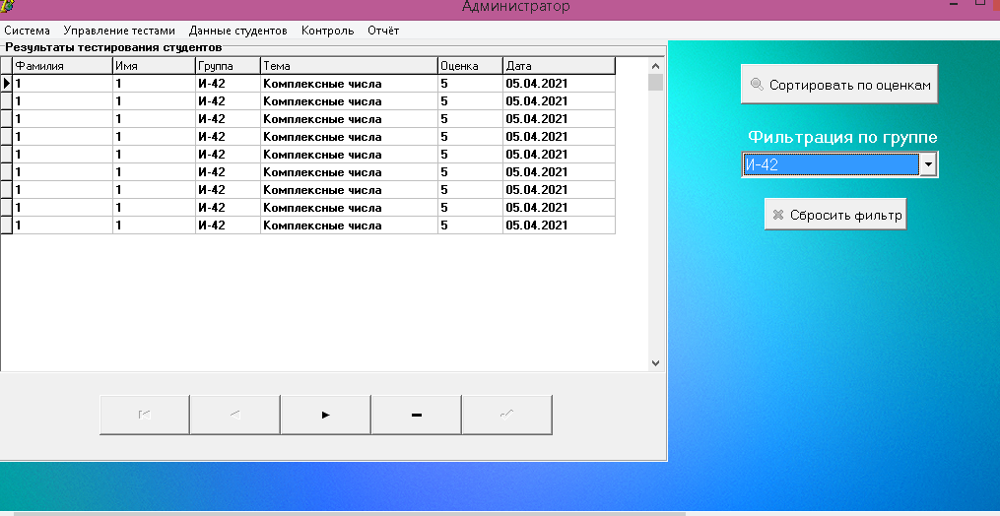 Администратор
Система Управление тестами Данные студентов Контроль Отчёт
Результаты тестирования студентов
Фамилия Имя Группа Тема Оценка Дата
1 1 И-42 Комплексные числа 5 05.04.2021
1 1 И-42 Комплексные числа 5 05.04.2021
1 1 И-42 Комплексные числа 5 05.04.2021
1 1 И-42 Комплексные числа 5 05.04.2021
1 1 И-42 Комплексные числа 5 05.04.2021
1 1 И-42 Комплексные числа 5 05.04.2021
1 1 И-42 Комплексные числа 5 05.04.2021
1 1 И-42 Комплексные числа 5 05.04.2021
1 1 И-42 Комплексные числа 5 05.04.2021
Сортировать по оценкам
Фильтрация по группе
И-42
Сбросить фильтр